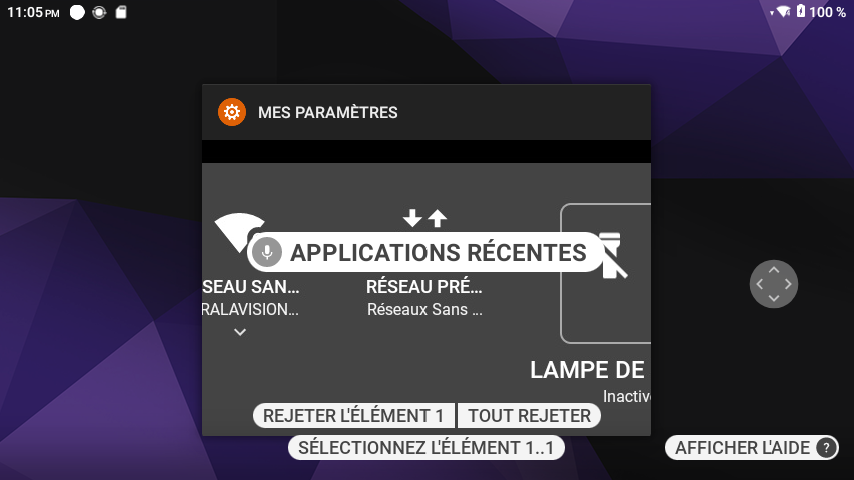 11:05 PM
100 %
MES PARAMÈTRES
APPLICATIONS RÉCENTES
SEAU SAN…
RALAVISION…
RÉSEAU PRÉ…
Réseaux Sans …
LAMPE DE
Inactiv
REJETER L'ÉLÉMENT 1
TOUT REJETER
SÉLECTIONNEZ L'ÉLÉMENT 1..1
AFFICHER L'AIDE ?